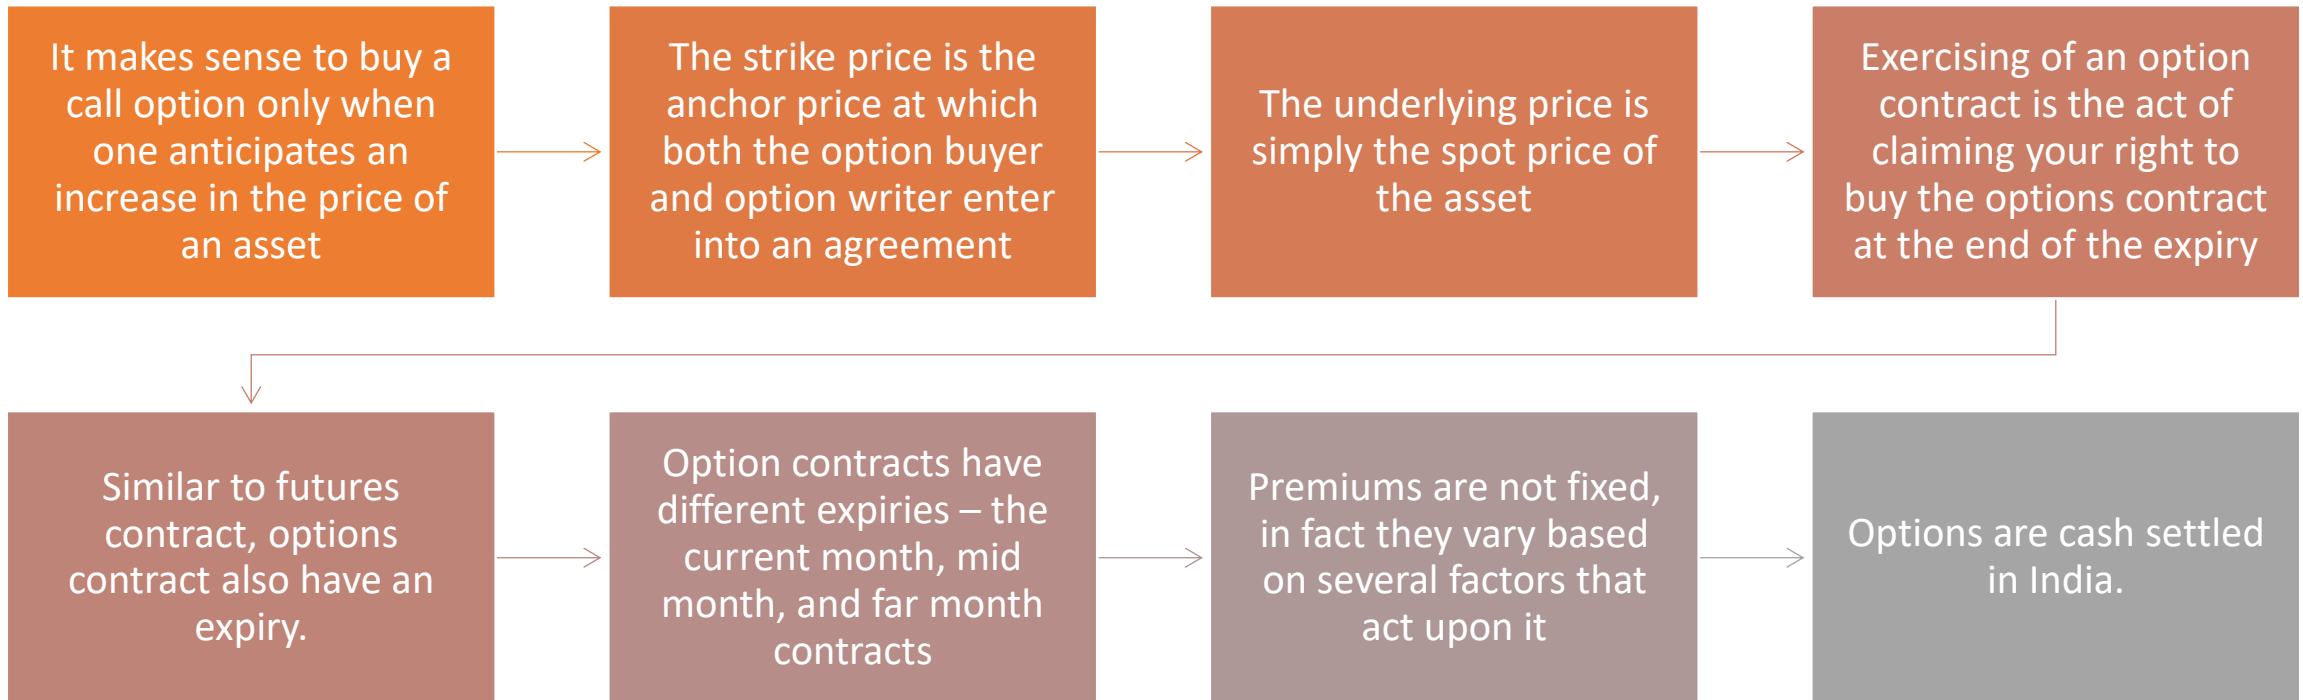 It makes sense to buy a
call option only when
one anticipates an
increase in the price of
an asset
The strike price is the
anchor price at which
both the option buyer
and option writer enter
into an agreement
The underlying price is
simply the spot price of
the asset
Exercising of an option
contract is the act of
claiming your right to
buy the options contract
at the end of the expiry
Similar to futures
contract, options
contract also have an
expiry.
Option contracts have
different expiries – the
current month, mid
month, and far month
contracts
Premiums are not fixed,
in fact they vary based
on several factors that
act upon it
Options are cash settled
in India.